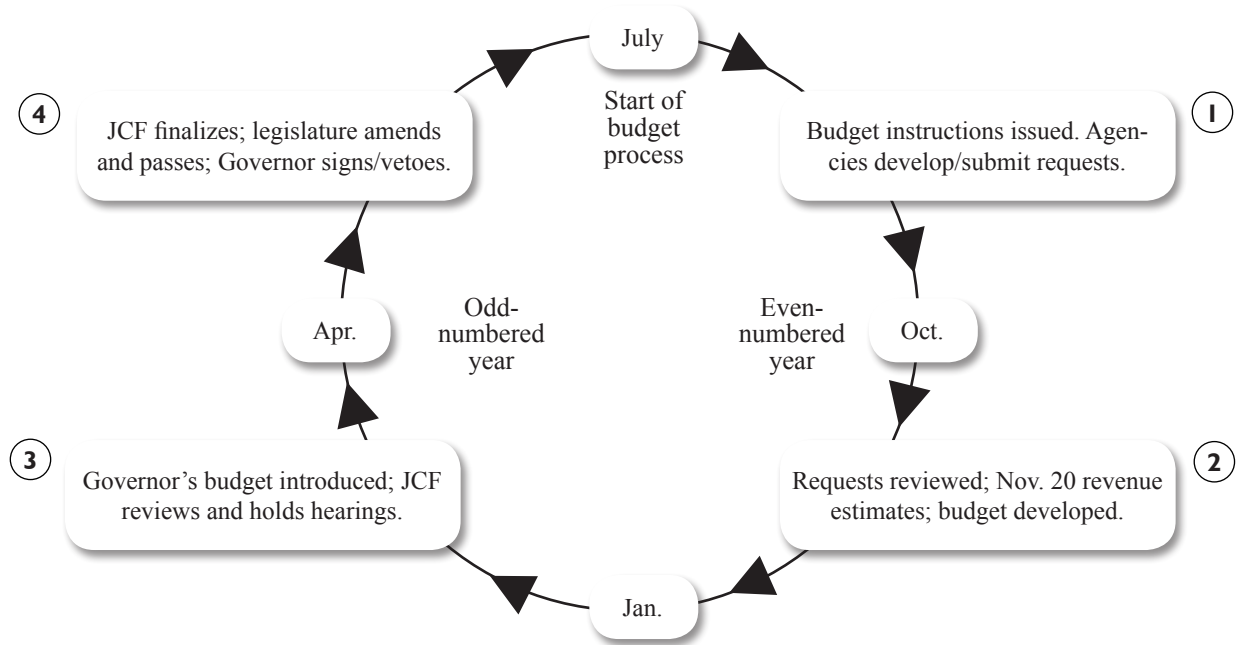 July
Start of
budget
process
1
Budget instructions issued. Agen-
cies develop/submit requests.
Even-
numbered
year
Oct.
2
Requests reviewed; Nov. 20 revenue
estimates; budget developed.
Jan.
3
Governor’s budget introduced; JCF
reviews and holds hearings.
Apr.
Odd-
numbered
year
4
JCF finalizes; legislature amends
and passes; Governor signs/vetoes.